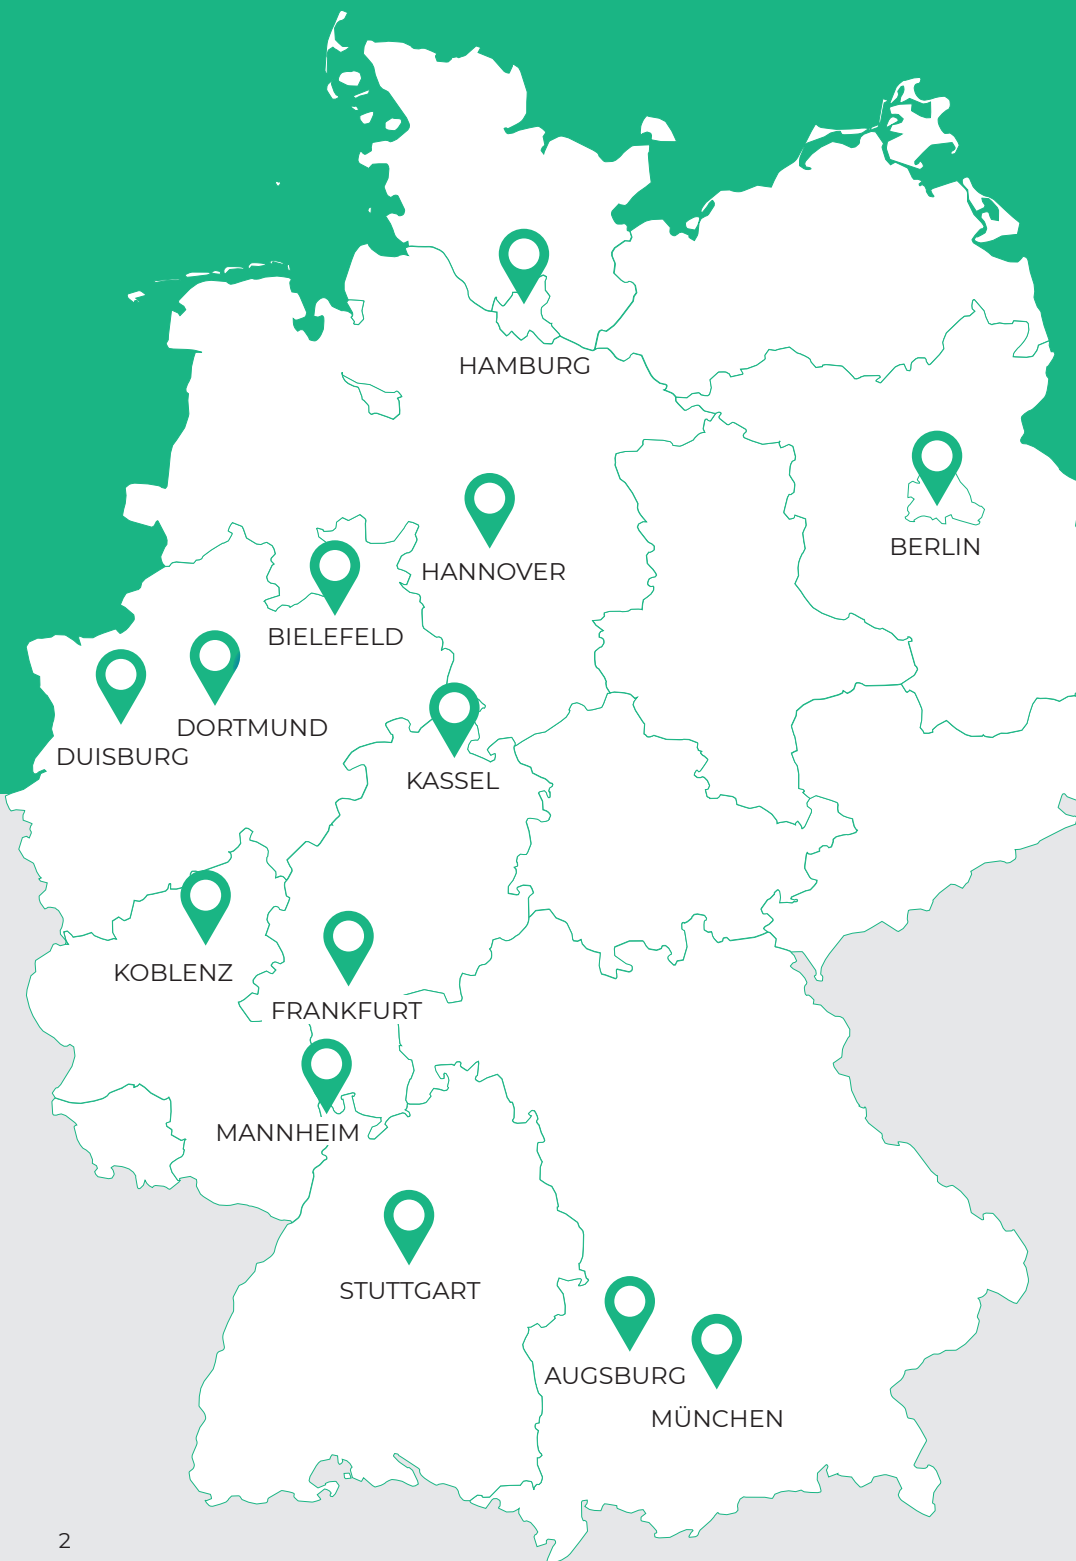 HAMBURG
BERLIN
HANNOVER
BIELEFELD
DORTMUND
DUISBURG
KASSEL
KOBLENZ
FRANKFURT
MANNHEIM
STUTTGART
AUGSBURG
MÜNCHEN
2